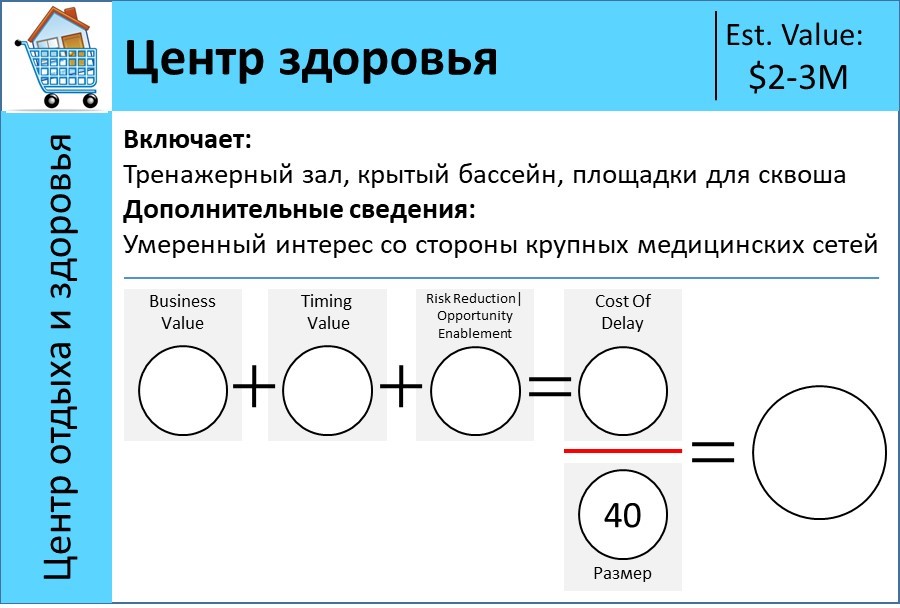 Центр здоровья
Est. Value:
$2-3M
Центр отдыха и здоровья
Включает:
Тренажерный зал, крытый бассейн, площадки для сквоша
Дополнительные сведения:
Умеренный интерес со стороны крупных медицинских сетей
Business
Value
+
Timing
Value
+
Risk Reduction|
Opportunity
Enablement
=
Cost Of
Delay
=
40
Размер